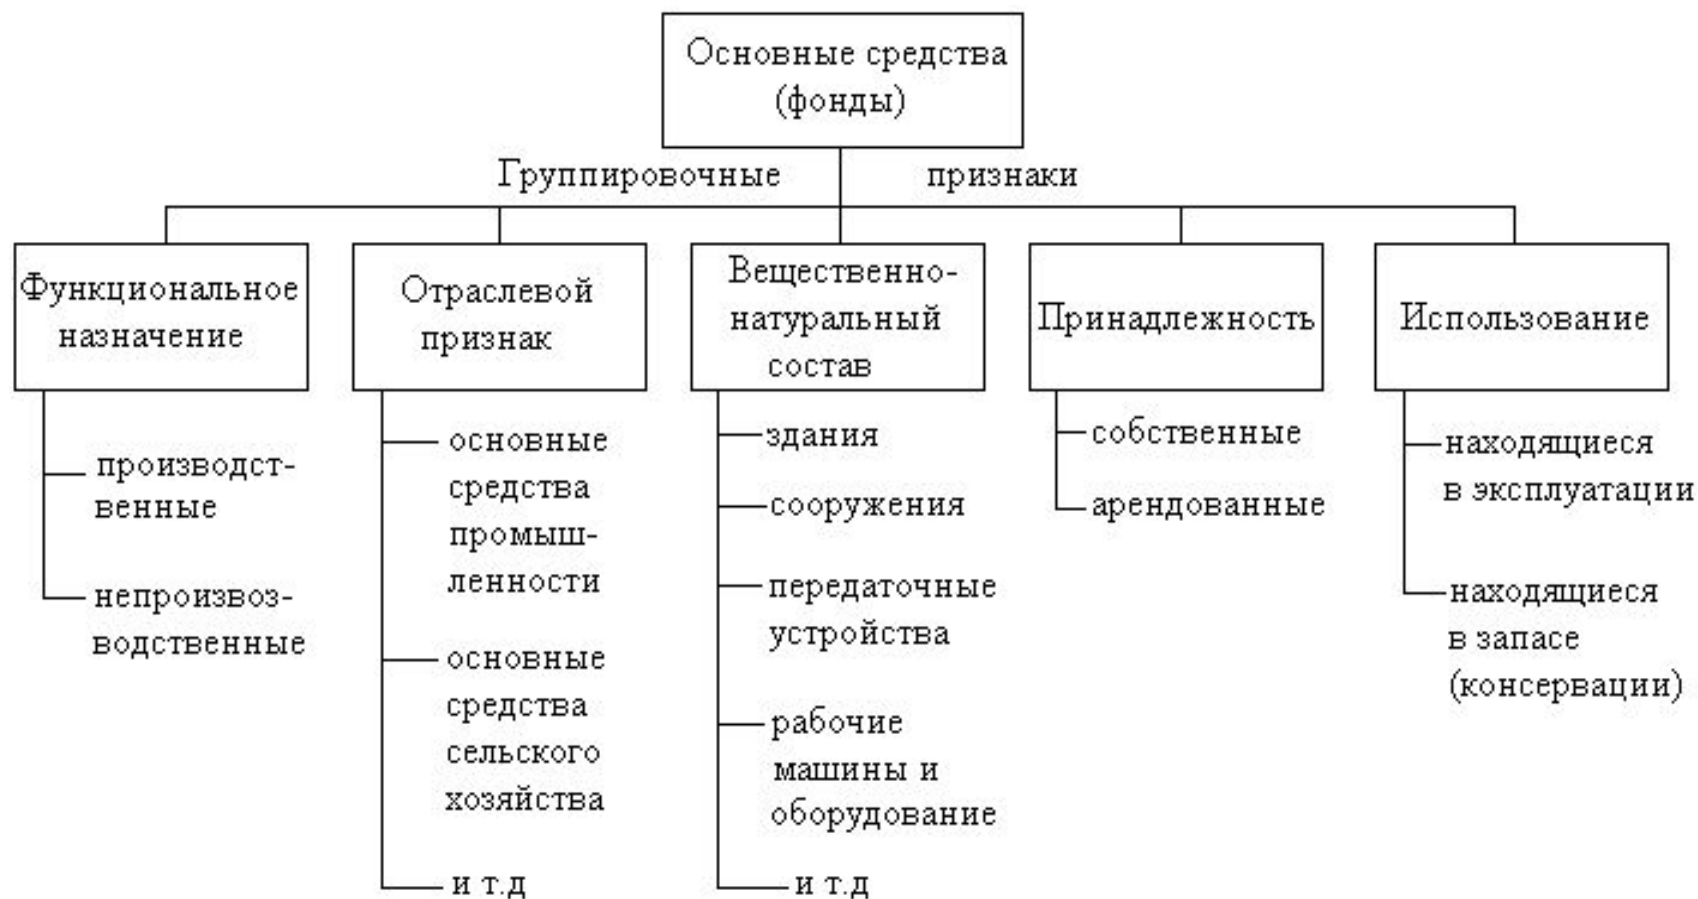 Основные средства
(фонды)
Группировочные признаки
Функциональное
назначение
производст-
венные
непроизвоз-
водственные
Отраслевой
признак
основные
средства
промыш-
ленности
основные
средства
сельского
хозяйства
и т.д
Вещественно-
натуральный
состав
здания
сооружения
передаточные
устройства
рабочие
машины и
оборудование
и т.д
Принадлежность
собственные
арендованные
Использование
находящиеся
в эксплуатации
находящиеся
в запасе
(консервации)